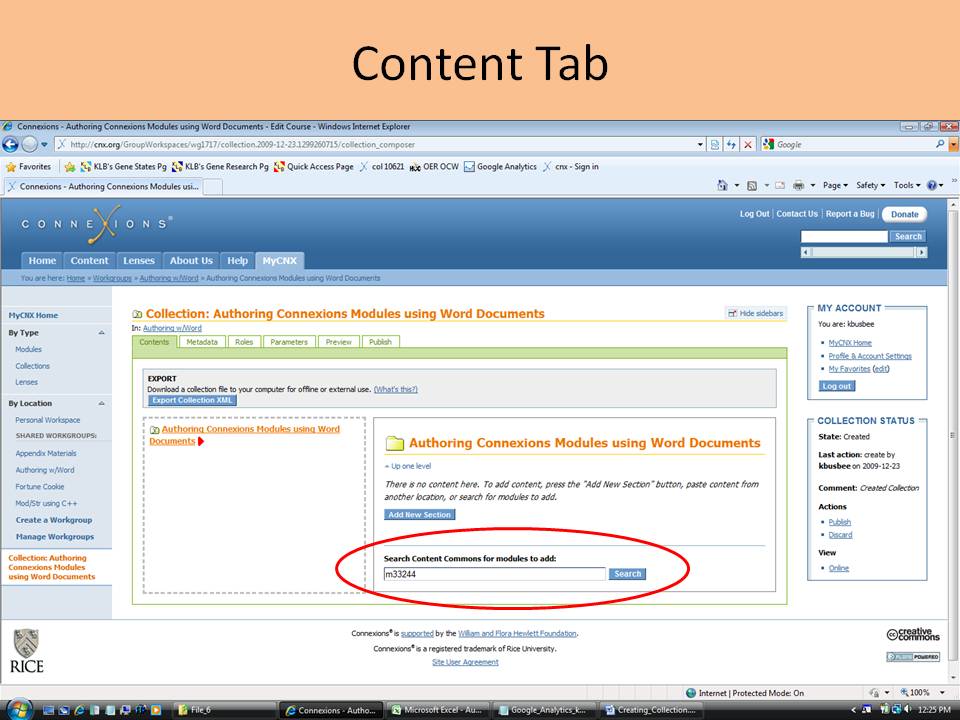 Content Tab
Connexions - Authoring Connexions Modules using Word Documents - Edit Course - Windows Internet Explorer
http://cnx.org/GroupWorkspaces/wg1717/collection.2009-12-23.1299260715/collection_composer
Google
Favorites KLB's Gene States Pg KLB's Gene Research Pg Quick Access Page col10621 OER OCW Google Analytics cnx - Sign in
Connexions - Authoring Connexions Modules usi...
Page Safety Tools
CONNEXIONS®
Log Out | Contact Us | Report a Bug | Donate
Search
Home Content Lenses About Us Help MyCNX
You are here: Home » Workgroups » Authoring w/Word » Authoring Connexions Modules using Word Documents
MyCNX Home
By Type
Modules
Collections
Lenses
By Location
Personal Workspace
SHARED WORKGROUPS:
Appendix Materials
Authoring w/Word
Fortune Cookie
Mod/Str using C++
Create a Workgroup
Manage Workgroups
Collection: Authoring
Connexions Modules
using Word Documents
Collection: Authoring Connexions Modules using Word Documents
Hide sidebars
In: Authoring w/Word
Contents Metadata Roles Parameters Preview Publish
EXPORT
Download a collection file to your computer for offline or external use. (What's this?)
Export Collection XML
Authoring Connexions Modules using Word
Documents
Authoring Connexions Modules using Word Documents
Up one level
There is no content here. To add content, press the "Add New Section" button, paste content from
another location, or search for modules to add.
Add New Section
Search Content Commons for modules to add:
m33244
Search
MY ACCOUNT
You are: kbusbee
MyCNX Home
Profile & Account Settings
My Favorites (edit)
Log out
COLLECTION STATUS
State: Created
Last action: create by
kbusbee on 2009-12-23
Comment: Created Collection
Actions
Publish
Discard
View
Online
Connexions® is supported by the William and Flora Hewlett Foundation.
Connexions® is a registered trademark of Rice University.
Site User Agreement
RICE
creative
commons
POWERED
Internet | Protected Mode: On
100%
File_6
Connexions - Autho...
Microsoft Excel - Au...
Google_Analytics_k...
Creating_Collection...
12:25 PM